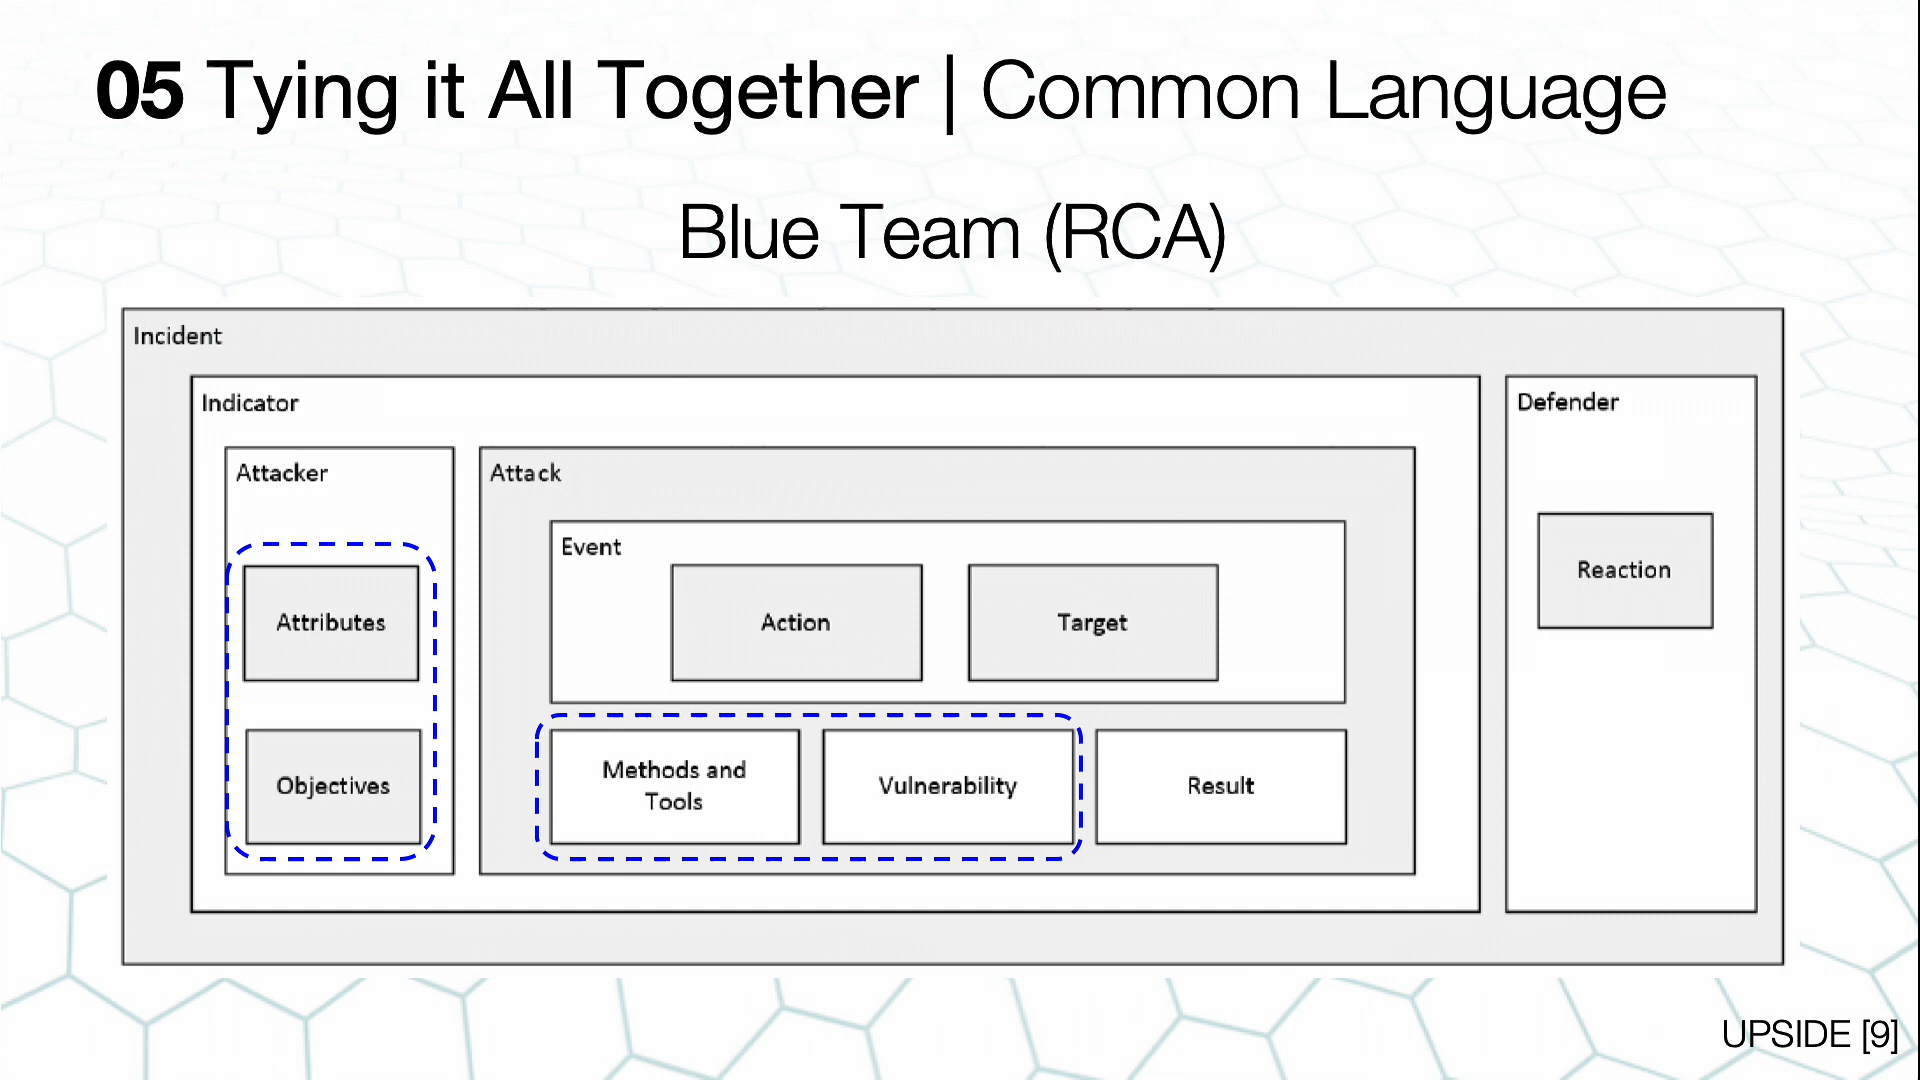 05 Tying it All Together | Common Language
Blue Team (RCA)
Incident
Indicator
Defender
Attacker
Attack
Event
Attributes
Action
Target
Reaction
Objectives
Methods and
Tools
Vulnerability
Result
UPSIDE [9]